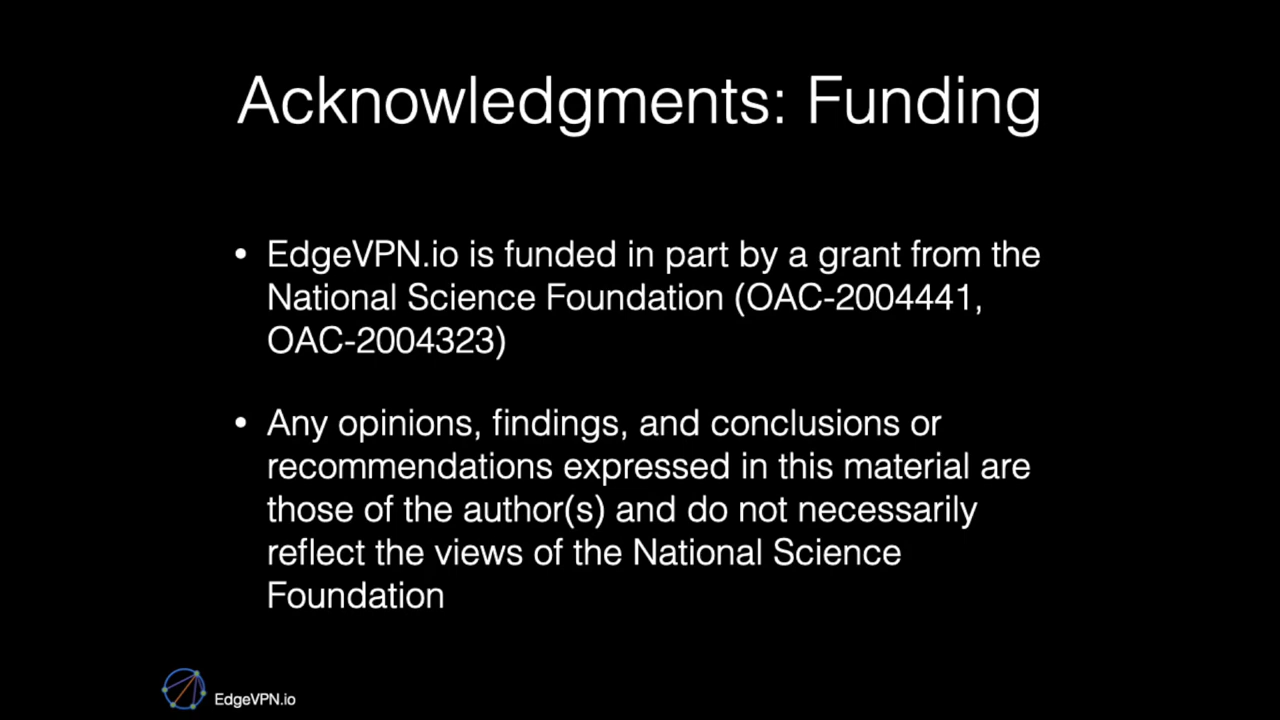 Acknowledgments: Funding
• EdgeVPN.io is funded in part by a grant from the
National Science Foundation (OAC-2004441,
OAC-2004323)
• Any opinions, findings, and conclusions or
recommendations expressed in this material are
those of the author(s) and do not necessarily
reflect the views of the National Science
Foundation
EdgeVPN.io